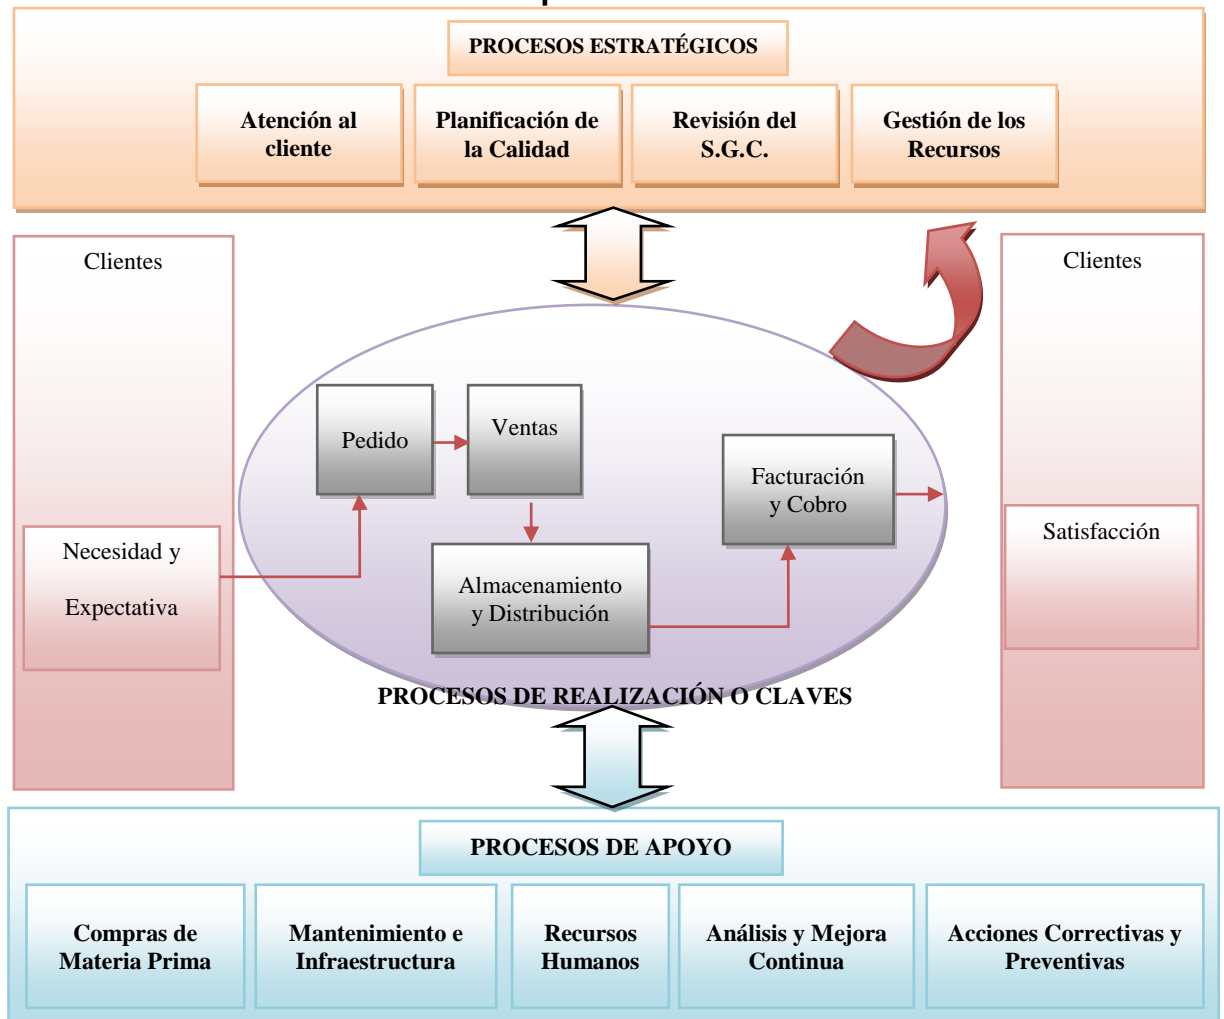 PROCESOS ESTRATÉGICOS
Atención al
cliente
Planificación de
la Calidad
Revisión del
S.G.C.
Gestión de los
Recursos
Clientes
Necesidad y
Expectativa
Pedido
Ventas
Almacenamiento
y Distribución
Facturación
y Cobro
PROCESOS DE REALIZACIÓN O CLAVES
Clientes
Satisfacción
PROCESOS DE APOYO
Compras de
Materia Prima
Mantenimiento e
Infraestructura
Recursos
Humanos
Análisis y Mejora
Continua
Acciones Correctivas y
Preventivas